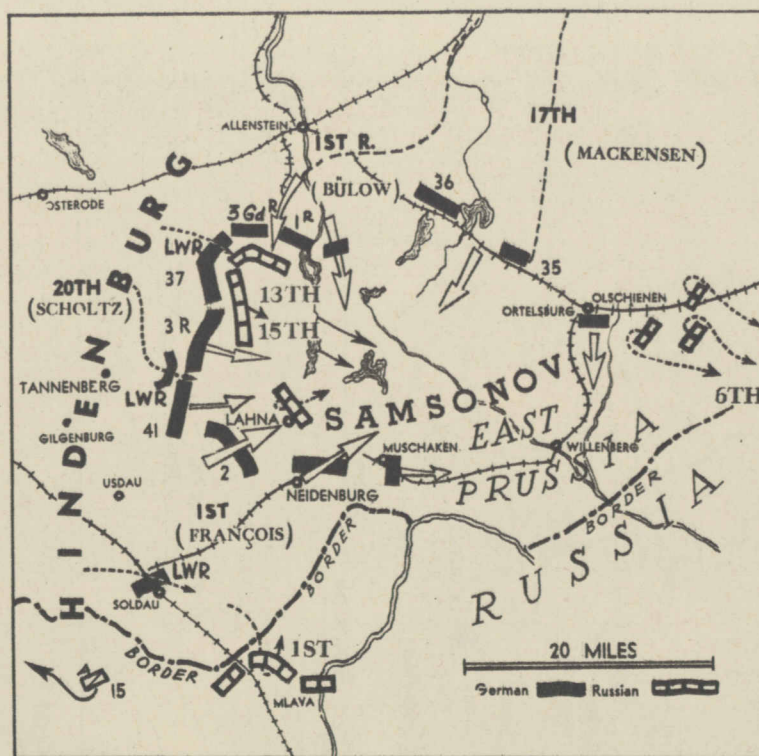 ALLENSTEIN
1ST R.
(BÜLOW)
17TH
(MACKENSEN)
OSTERODE
HINDENBURG
3 Gd R
1 R
36
35
LWR
37
20TH
(SCHOLTZ)
3 R
13TH
15TH
ORTELSBURG
OLSCHIENEN
6TH
TANNENBERG
LWR
GILGENBURG
41
LAHNA
SAMSONOV
EAST
PRUSSIA
WILLENBERG
MUSCHAKEN
2
USDAU
NEIDENBURG
1ST
(FRANÇOIS)
BORDER
BORDER
RUSSIA
LWR
SOLDAU
BORDER
1ST
15
MLAVA
20 MILES
German Russian